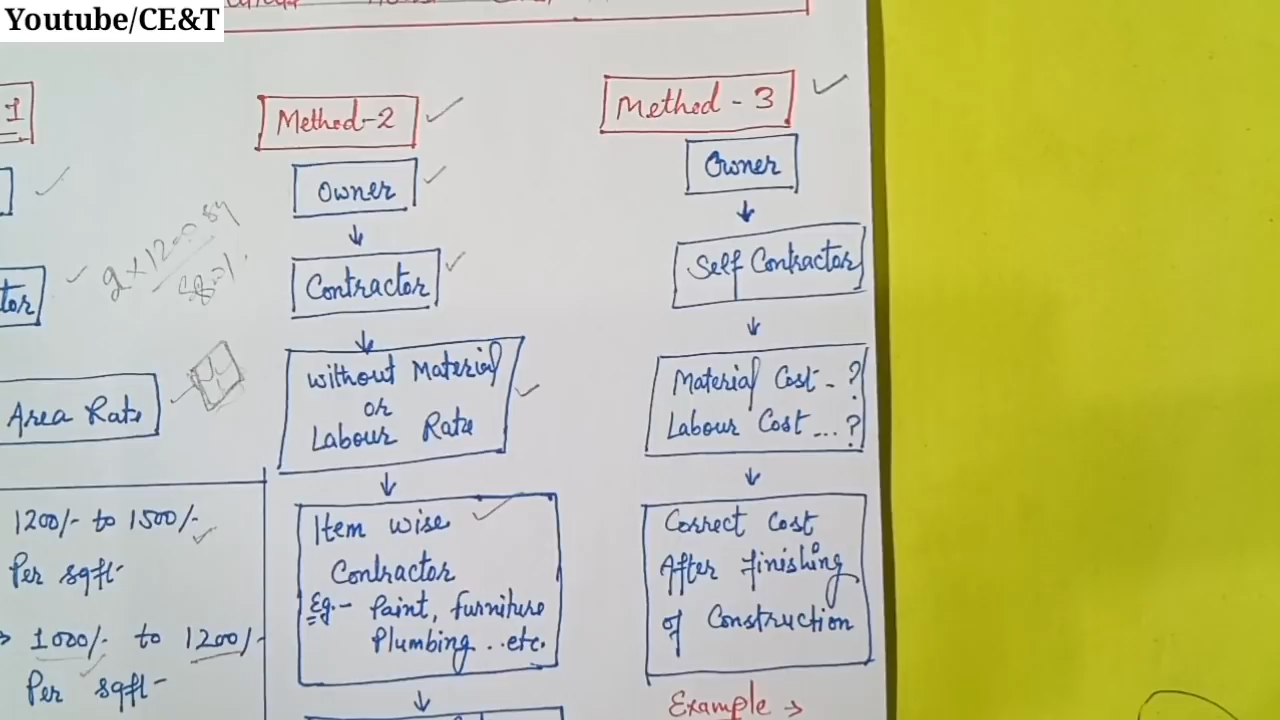 Youtube/CE&T
1
tor
Area Rate
1200/- to 1500/-
Per sqft-
1000/- to 1200/-
Per sqft-
Method-2
Owner
Contractor
Without Material
or
Labour Rate
Item wise
Contractor
Eg.- Paint, furniture
Plumbing...etc.
Method - 3
Owner
Self Contractor
Material Cost - ?
Labour Cost ...?
Correct Cost
After finishing
of Construction
Example →